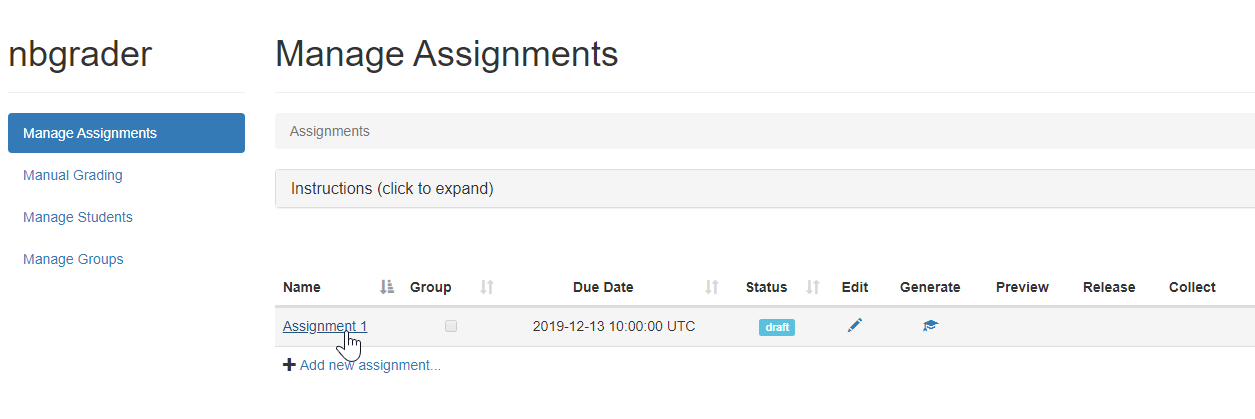 nbgrader
Manage Assignments
Manual Grading
Manage Students
Manage Groups
Manage Assignments
Assignments
Instructions (click to expand)
Name Group Due Date Status Edit Generate Preview Release Collect
Assignment 1 2019-12-13 10:00:00 UTC draft
Add new assignment...